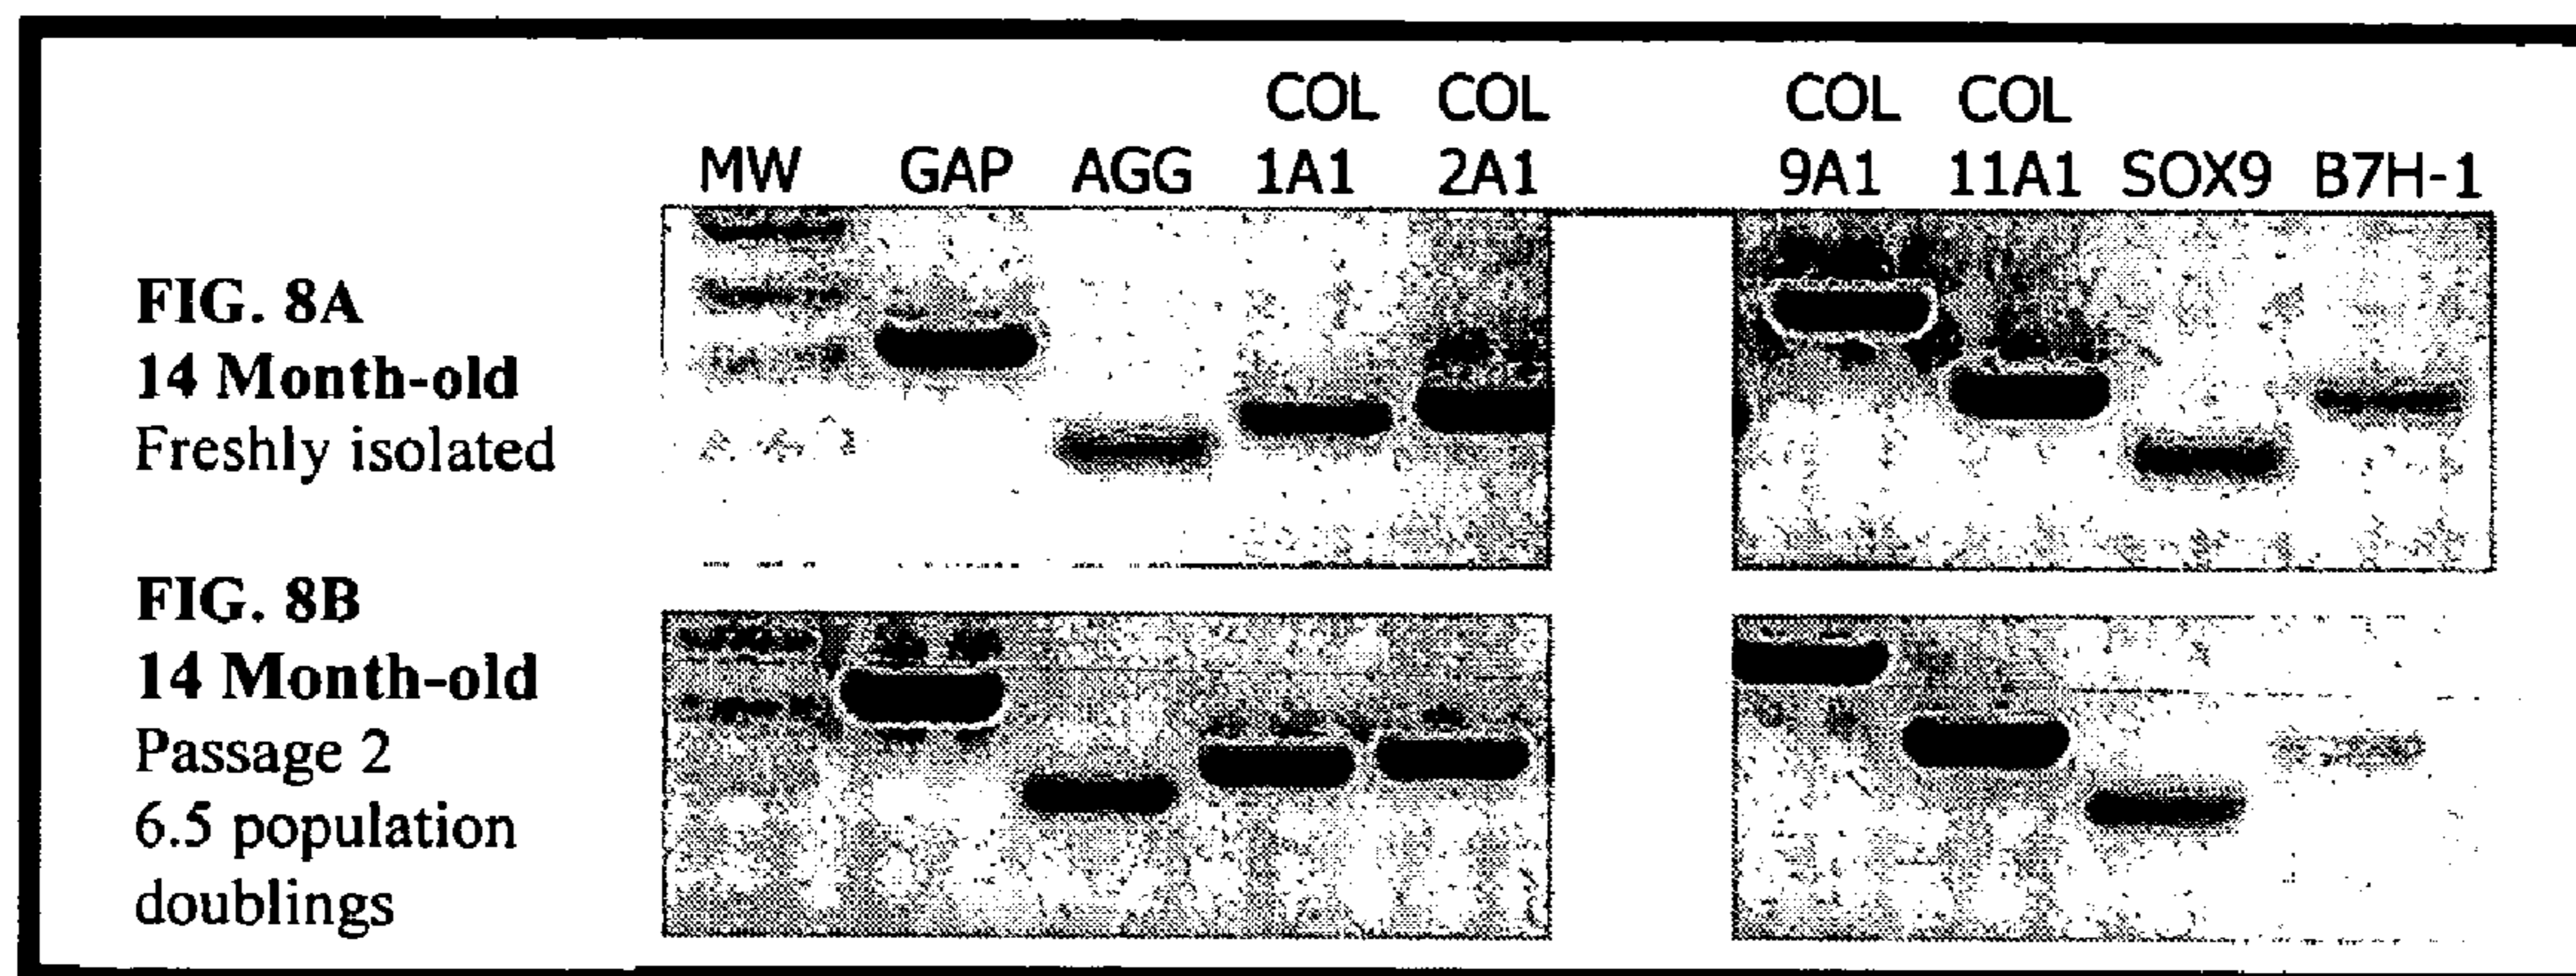 COL COL COL COL
MW GAP AGG 1A1 2A1 9A1 11A1 SOX9 B7H-1
FIG. 8A
14 Month-old
Freshly isolated
FIG. 8B
14 Month-old
Passage 2
6.5 population
doublings